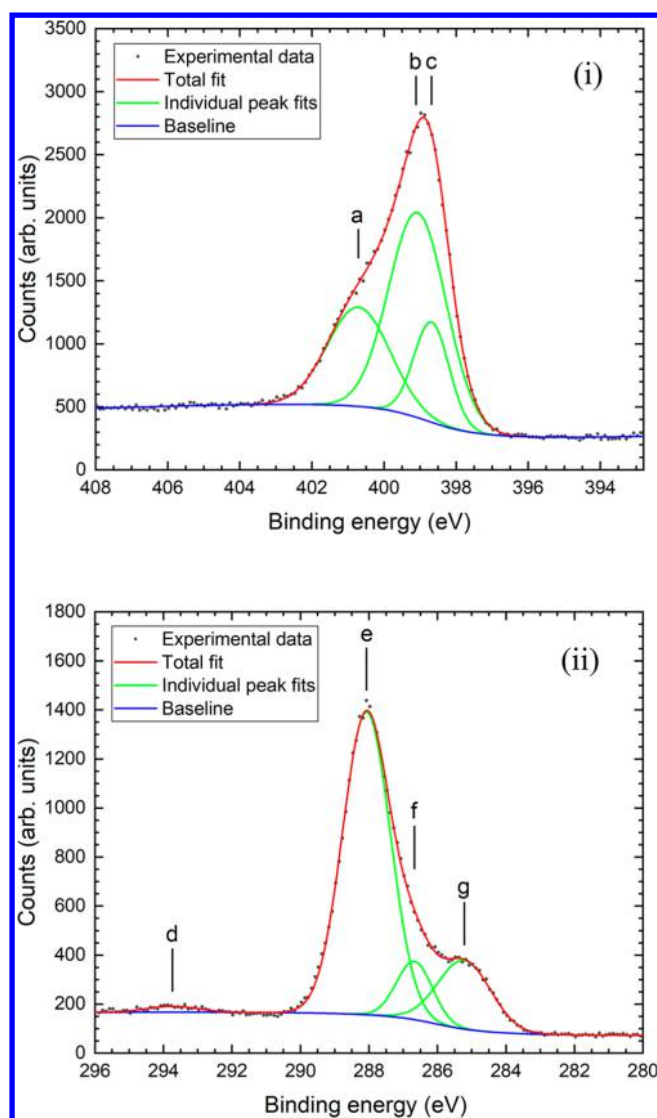 3500
3000
2500
2000
1500
1000
500
0
Counts (arb. units)
Experimental data
Total fit
Individual peak fits
Baseline
(i)
b c
a
408 406 404 402 400 398 396 394
Binding energy (eV)
1800
1600
1400
1200
1000
800
600
400
200
0
Counts (arb. units)
Experimental data
Total fit
Individual peak fits
Baseline
(ii)
e
f
g
d
296 294 292 290 288 286 284 282 280
Binding energy (eV)